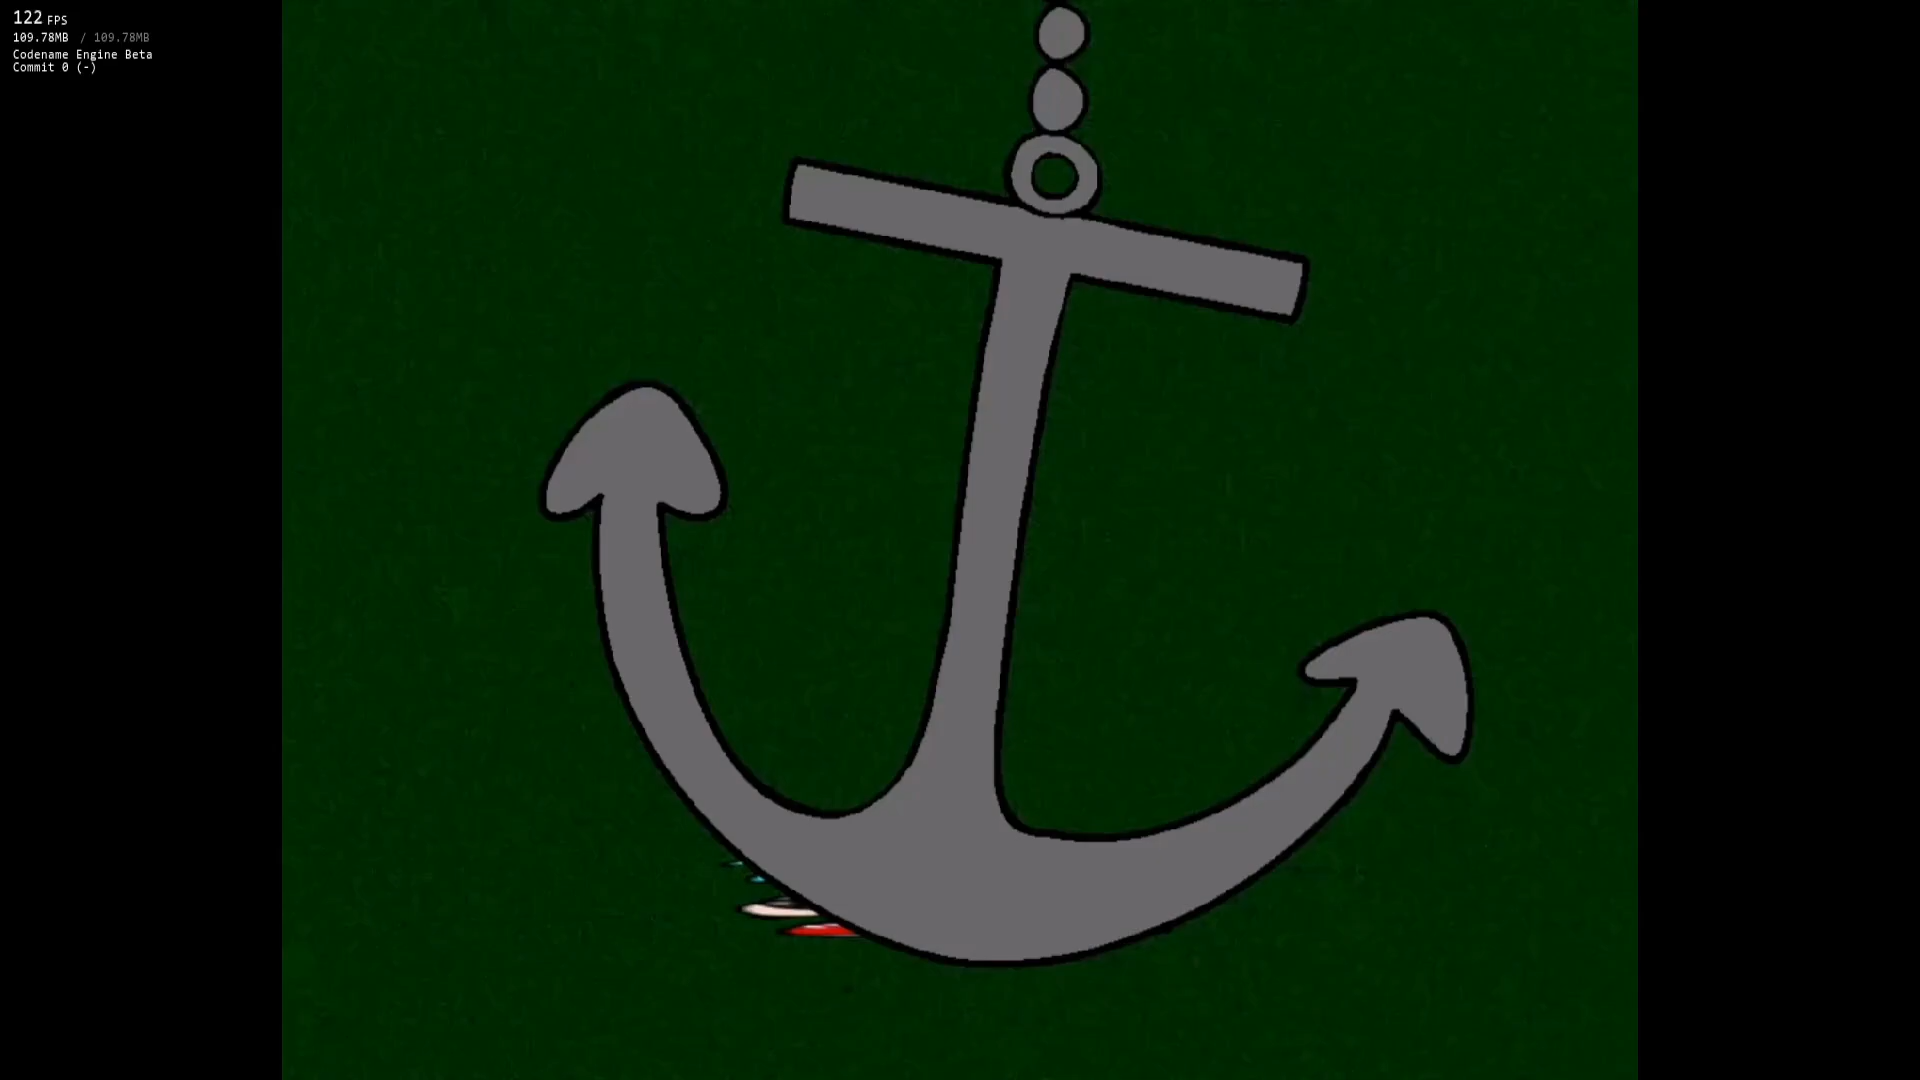 122 FPS
109.78MB / 109.78MB
Codename Engine Beta
Commit 0 (-)